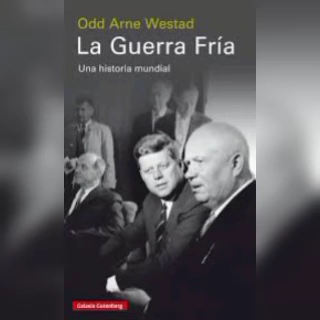 Odd Arne Westad
La Guerra Fría
Una historia mundial
Galaxia Gutenberg